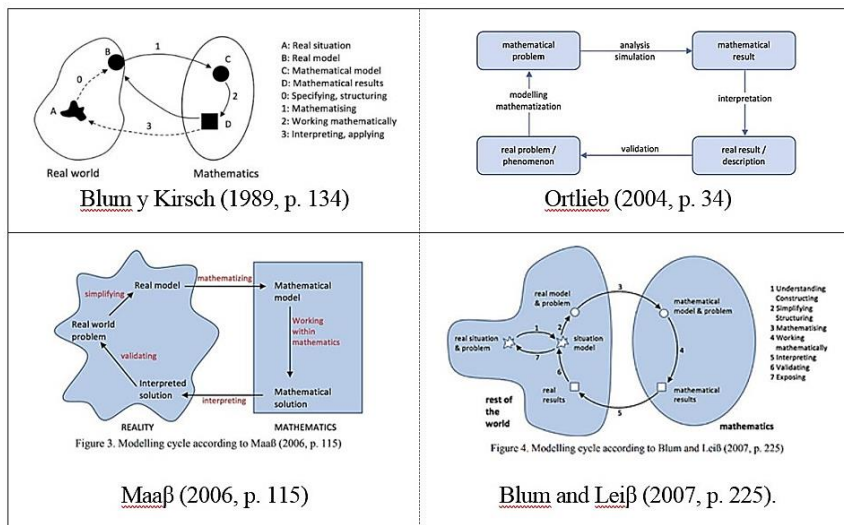 B
1
C
0
2
A
3
D
Real world
Mathematics
A: Real situation
B: Real model
C: Mathematical model
D: Mathematical results
0: Specifying, structuring
1: Mathematising
2: Working mathematically
3: Interpreting, applying
Blum y Kirsch (1989, p. 134)
mathematical
problem
analysis
simulation
mathematical
result
modelling
mathematization
interpretation
real problem /
phenomenon
validation
real result /
description
Ortlieb (2004, p. 34)
mathematizing
Real model
simplifying
Mathematical
model
Real world
problem
Working
within
mathematics
validating
Interpreted
solution
interpreting
Mathematical
solution
REALITY
MATHEMATICS
Figure 3. Modelling cycle according to Maaß (2006, p. 115)
Maaβ (2006, p. 115)
real model
& problem
3
mathematical
model & problem
real situation
& problem
1
2
situation
model
7
4
6
real
results
mathematical
results
5
rest of
the
world
mathematics
1 Understanding
Constructing
2 Simplifying
Structuring
3 Mathematising
4 Working
mathematically
5 Interpreting
6 Validating
7 Exposing
Figure 4. Modelling cycle according to Blum and Leiß (2007, p. 225)
Blum and Leiβ (2007, p. 225).